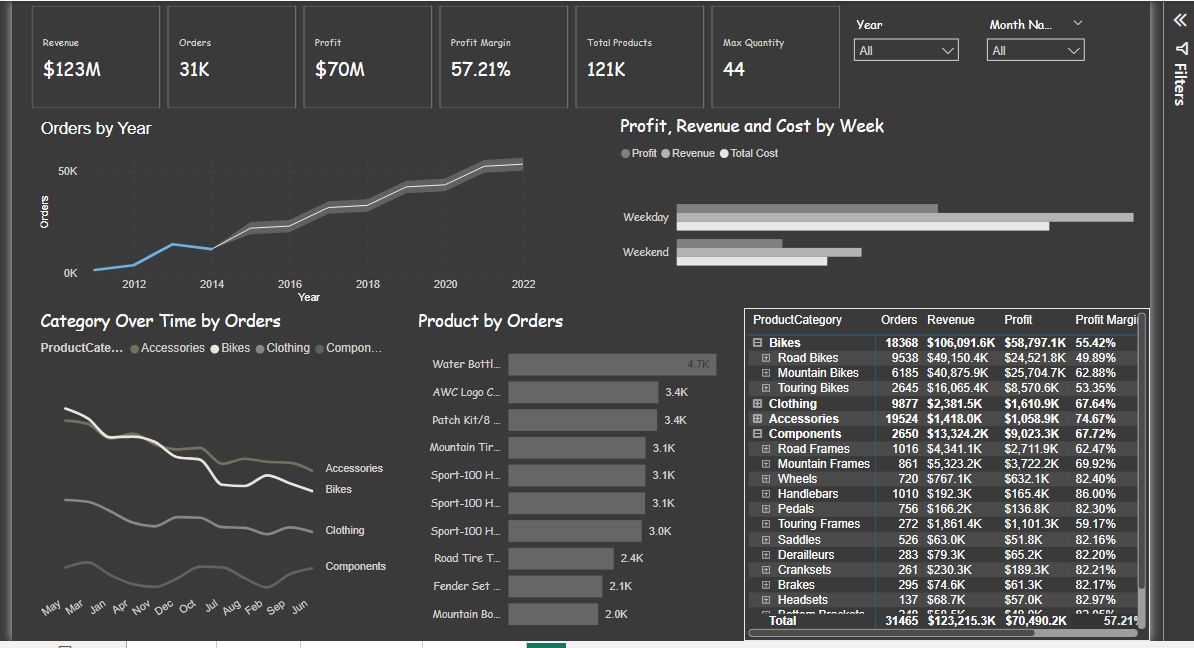 Revenue
$123M
Orders
31K
Profit
$70M
Profit Margin
57.21%
Total Products
121K
Max Quantity
44
Year
All
Month Na...
All
Filters
Orders by Year
50K
0K
Orders
2012 2014 2016 2018 2020 2022
Year
Profit, Revenue and Cost by Week
Profit Revenue Total Cost
Weekday
Weekend
Category Over Time by Orders
ProductCate... Accessories Bikes Clothing Compon...
Accessories
Bikes
Clothing
Components
May Mar Jan Apr Nov Dec Oct Jul Aug Feb Sep Jun
Product by Orders
Water Bottl... 4.7K
AWC Logo C... 3.4K
Patch Kit/8 ... 3.4K
Mountain Tir... 3.1K
Sport-100 H... 3.1K
Sport-100 H... 3.1K
Sport-100 H... 3.0K
Road Tire T... 2.4K
Fender Set ... 2.1K
Mountain Bo... 2.0K
ProductCategory Orders Revenue Profit Profit Margi
Bikes 18368 $106,091.6K $58,797.1K 55.42%
Road Bikes 9538 $49,150.4K $24,521.8K 49.89%
Mountain Bikes 6185 $40,875.9K $25,704.7K 62.88%
Touring Bikes 2645 $16,065.4K $8,570.6K 53.35%
Clothing 9877 $2,381.5K $1,610.9K 67.64%
Accessories 19524 $1,418.0K $1,058.9K 74.67%
Components 2650 $13,324.2K $9,023.3K 67.72%
Road Frames 1016 $4,341.1K $2,711.9K 62.47%
Mountain Frames 861 $5,323.2K $3,722.2K 69.92%
Wheels 720 $767.1K $632.1K 82.40%
Handlebars 1010 $192.3K $165.4K 86.00%
Pedals 756 $166.2K $136.8K 82.30%
Touring Frames 272 $1,861.4K $1,101.3K 59.17%
Saddles 526 $63.0K $51.8K 82.16%
Derailleurs 283 $79.3K $65.2K 82.20%
Cranksets 261 $230.3K $189.3K 82.21%
Brakes 295 $74.6K $61.3K 82.17%
Headsets 137 $68.7K $57.0K 82.97%
Total 31465 $123,215.3K $70,490.2K 57.21%